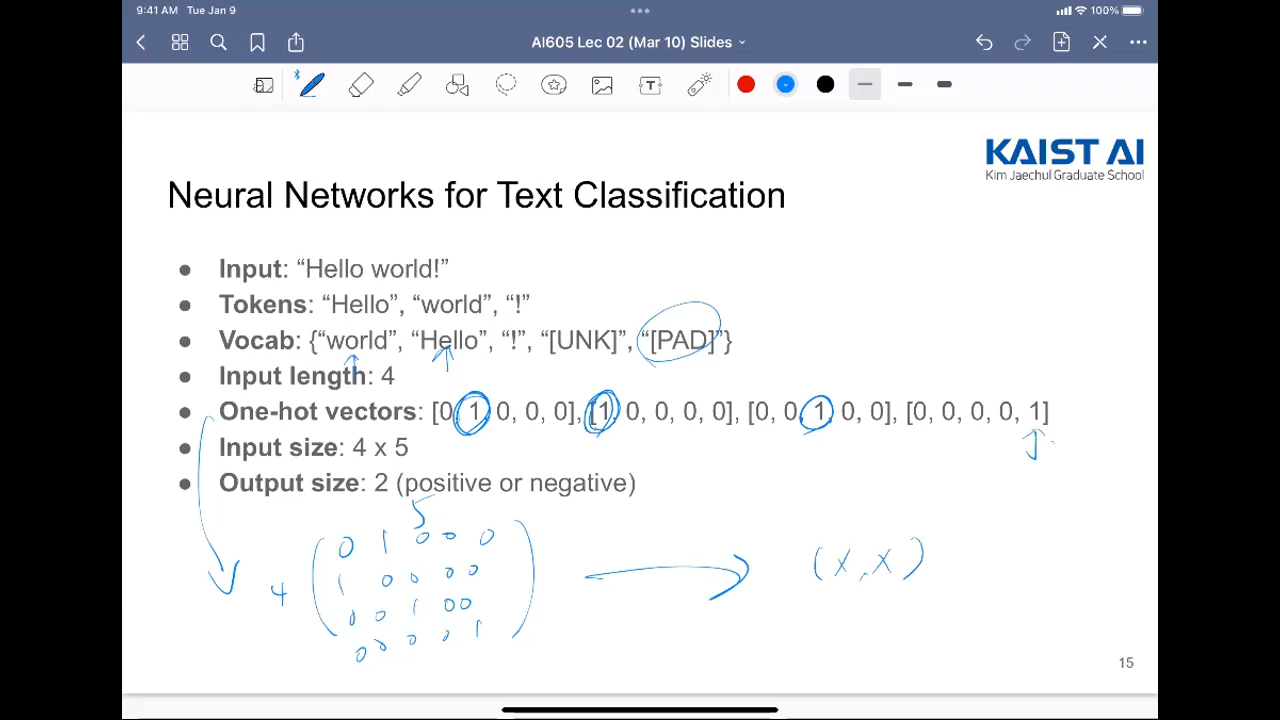 9:41 AM Tue Jan 9
100%
AI605 Lec 02 (Mar 10) Slides
T
KAIST AI
Kim Jaechul Graduate School
Neural Networks for Text Classification
● Input: “Hello world!”
● Tokens: “Hello”, “world”, “!”
● Vocab: {“world”, “Hello”, “!”, “[UNK]”, “[PAD]”}
● Input length: 4
● One-hot vectors: [0, 1, 0, 0, 0], [1, 0, 0, 0, 0], [0, 0, 1, 0, 0], [0, 0, 0, 0, 1]
● Input size: 4 x 5
● Output size: 2 (positive or negative)
5
0 1 0 0 0
1 0 0 0 0
4
0 0 1 0 0
0 0 0 0 1
(x, x)
15